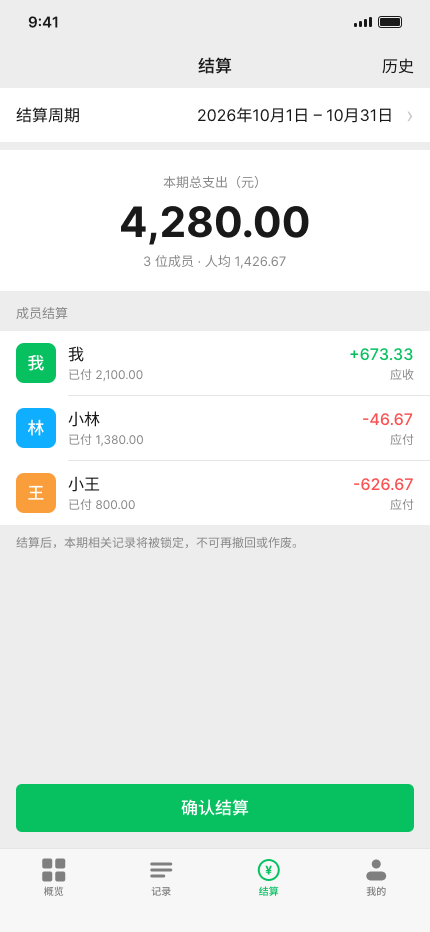 9:41
结算
历史
结算周期
2026年10月1日 – 10月31日
本期总支出（元）
4,280.00
3 位成员 · 人均 1,426.67
成员结算
我
我
+673.33
已付 2,100.00
应收
林
小林
-46.67
已付 1,380.00
应付
王
小王
-626.67
已付 800.00
应付
结算后，本期相关记录将被锁定，不可再撤回或作废。
确认结算
¥
概览
记录
结算
我的